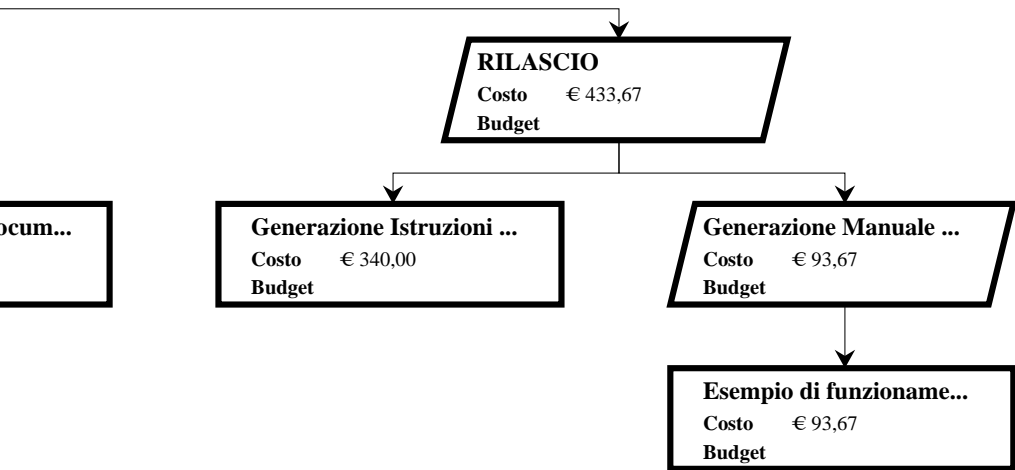 RILASCIO
Costo € 433,67
Budget
ocum...
Generazione Istruzioni ...
Costo € 340,00
Budget
Generazione Manuale ...
Costo € 93,67
Budget
Esempio di funzioname...
Costo € 93,67
Budget